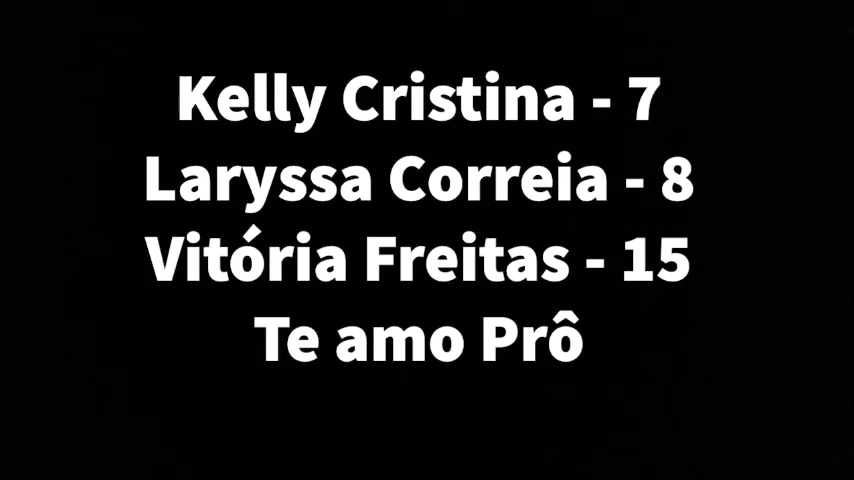 Kelly Cristina - 7
Laryssa Correia - 8
Vitória Freitas - 15
Te amo Prô